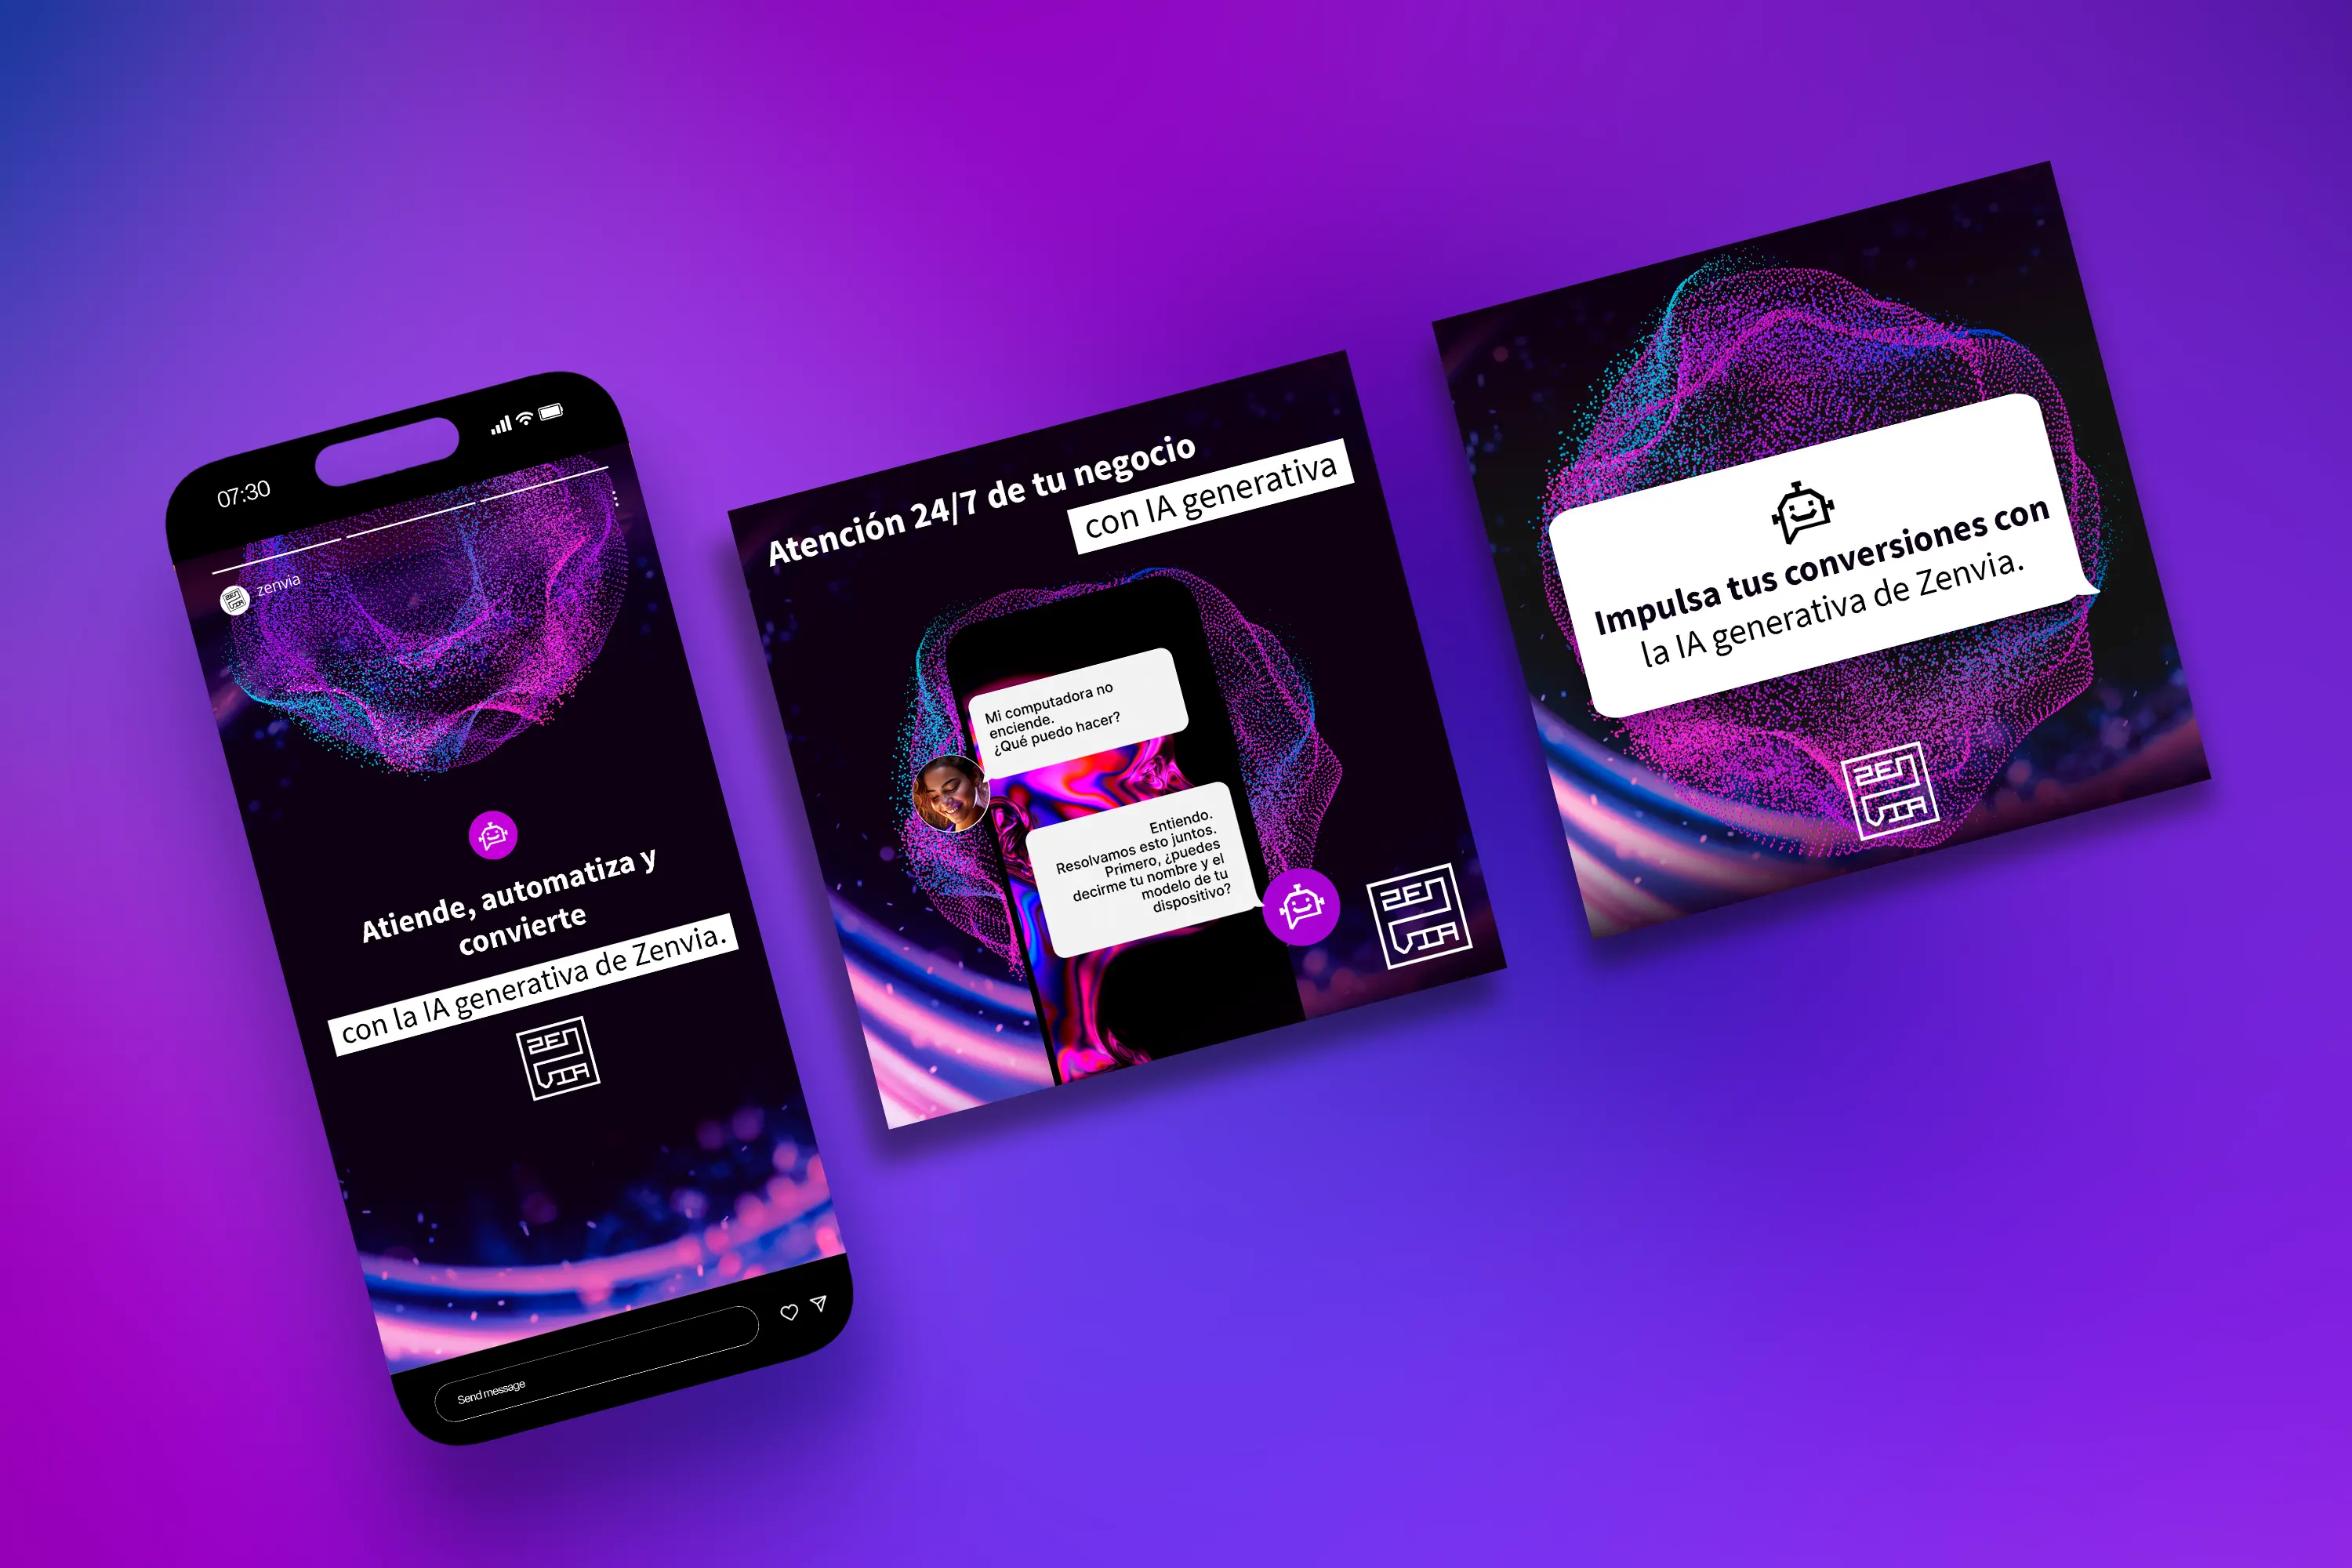 07:30
zenvia
Atiende, automatiza y
convierte
con la IA generativa de Zenvia.
ZEN
VIA
Send message
Atención 24/7 de tu negocio
con IA generativa
Mi computadora no
enciende.
¿Qué puedo hacer?
Entiendo.
Resolvamos esto juntos.
Primero, ¿puedes
decirme tu nombre y el
modelo de tu
dispositivo?
ZEN
VIA
Impulsa tus conversiones con
la IA generativa de Zenvia.
ZEN
VIA